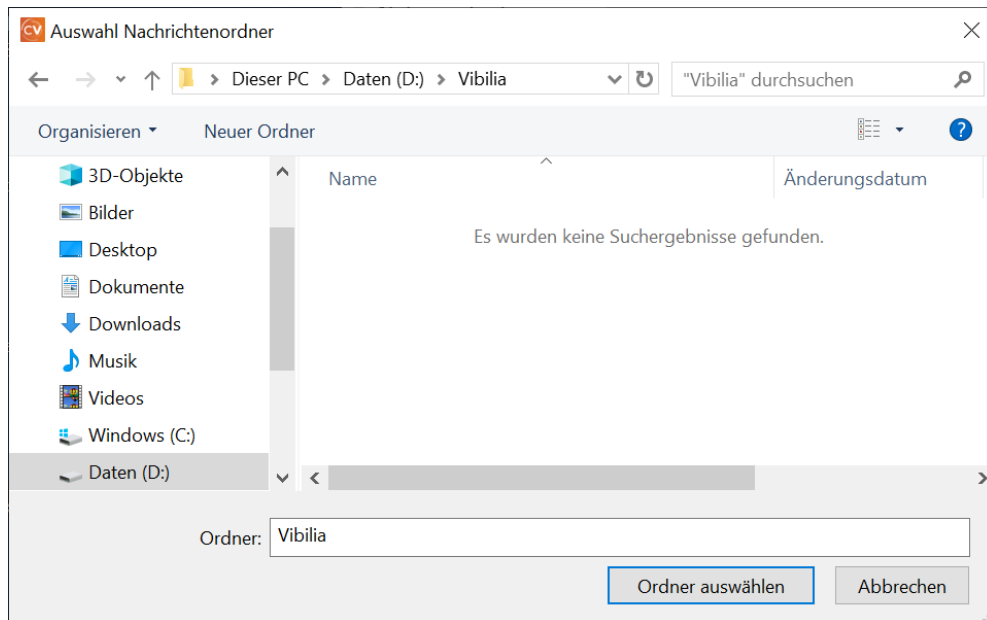 CV Auswahl Nachrichtenordner
> Dieser PC > Daten (D:) > Vibilia
"Vibilia" durchsuchen
Organisieren Neuer Ordner
?
3D-Objekte
Bilder
Desktop
Dokumente
Downloads
Musik
Videos
Windows (C:)
Daten (D:)
Name Änderungsdatum
Es wurden keine Suchergebnisse gefunden.
Ordner: Vibilia
Ordner auswählen Abbrechen